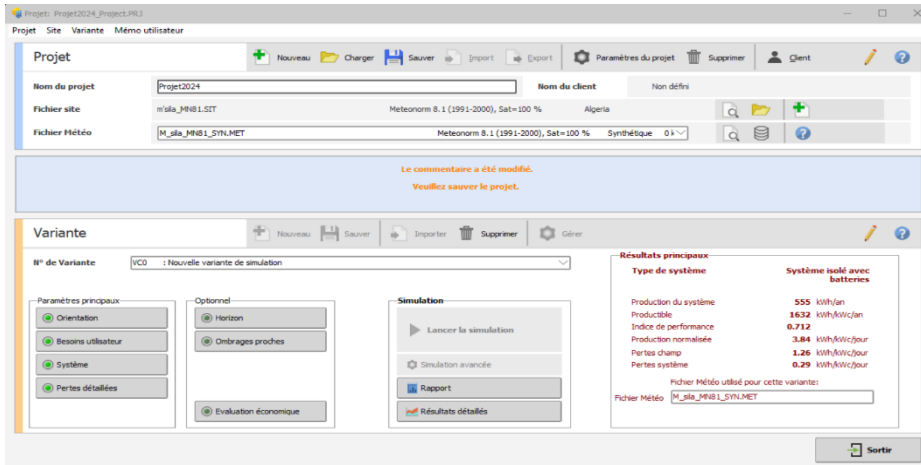 Projet: Projet2024_Project.PRJ
Projet Site Variante Mémo utilisateur
Projet Nouveau Charger Sauver Import Export Paramètres du projet Supprimer Client
Nom du projet Projet2024 Nom du client Non défini
Fichier site m'sila_MN81.SIT Meteonorm 8.1 (1991-2000), Sat=100 % Algeria
Fichier Météo M_sila_MN81_SYN.MET Meteonorm 8.1 (1991-2000), Sat=100 % Synthétique 0 k
Le commentaire a été modifié.
Veuillez sauver le projet.
Variante Nouveau Sauver Importer Supprimer Gérer
N° de Variante VC0 : Nouvelle variante de simulation
Résultats principaux
Type de système Système isolé avec
batteries
Production du système 555 kWh/an
Productible 1632 kWh/kWc/an
Indice de performance 0.712
Production normalisée 3.84 kWh/kWc/jour
Pertes champ 1.26 kWh/kWc/jour
Pertes système 0.29 kWh/kWc/jour
Fichier Météo utilisé pour cette variante:
Fichier Météo M_sila_MN81_SYN.MET
Paramètres principaux
Orientation
Besoins utilisateur
Système
Pertes détaillées
Optionnel
Horizon
Ombrages proches
Evaluation économique
Simulation
Lancer la simulation
Simulation avancée
Rapport
Résultats détaillés
Sortir